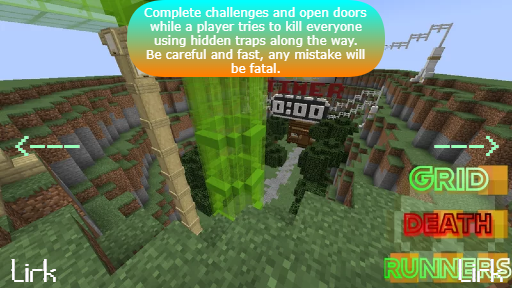 Complete challenges and open doors
while a player tries to kill everyone
using hidden traps along the way.
Be careful and fast, any mistake will
be fatal.
TIMER
0:00
GRID
DEATH
RUNNERS
Lirk
Lirk